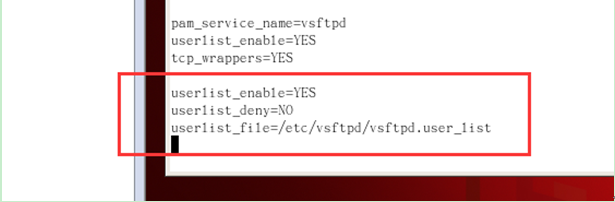 pam_service_name=vsftpd
userlist_enable=YES
tcp_wrappers=YES
userlist_enable=YES
userlist_deny=NO
userlist_file=/etc/vsftpd/vsftpd.user_list